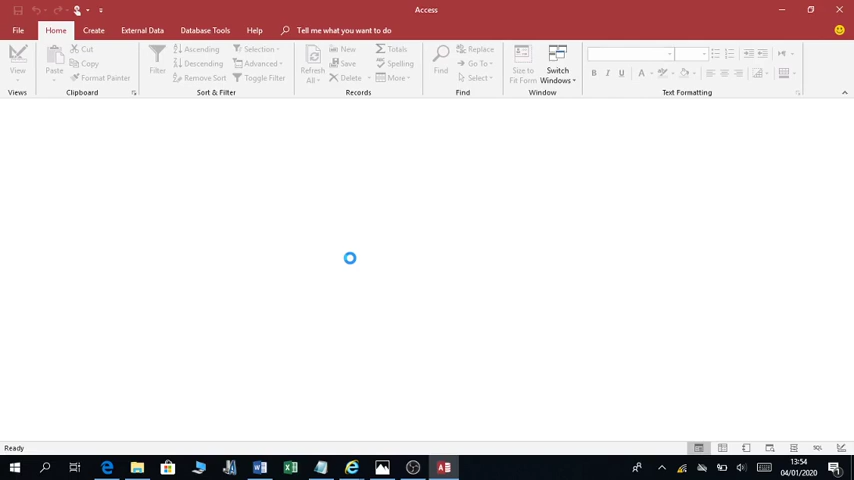 Access
File Home Create External Data Database Tools Help Tell me what you want to do
View
Paste
Cut
Copy
Format Painter
Filter
Ascending
Descending
Remove Sort
Selection
Advanced
Toggle Filter
Refresh
All
New
Save
Delete
Totals
Spelling
More
Find
Replace
Go To
Select
Size to
Fit Form
Switch
Windows
B I U A
Views Clipboard Sort & Filter Records Find Window Text Formatting
Ready
SQL
13:54
04/01/2020